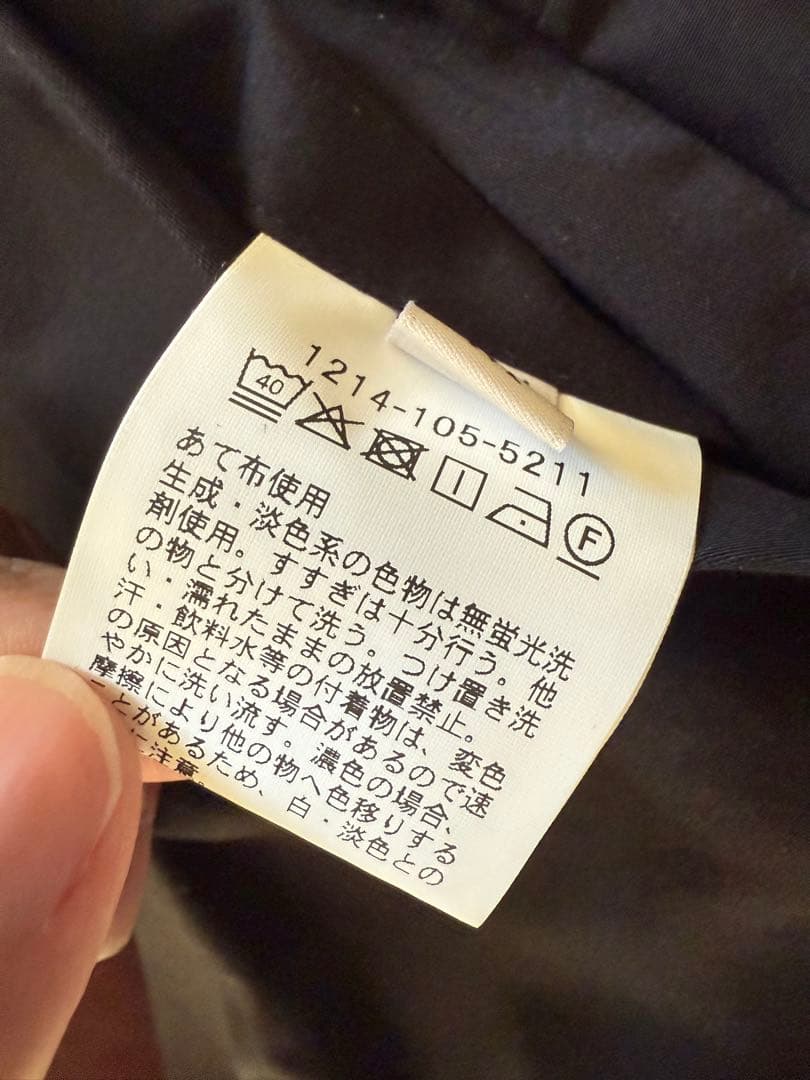 1214-105-5211
40
F
あて布使用
生成・淡色系の色物は無蛍光洗
剤使用。すすぎは十分行う。他
の物と分けて洗う。つけ置き洗
い・濡れたままの放置禁止。
汗・飲料水等の付着物は、変色
の原因となる場合があるので速
やかに洗い流す。濃色の場合、
摩擦により他の物へ色移りする
ことがあるため、白・淡色との
に注意。